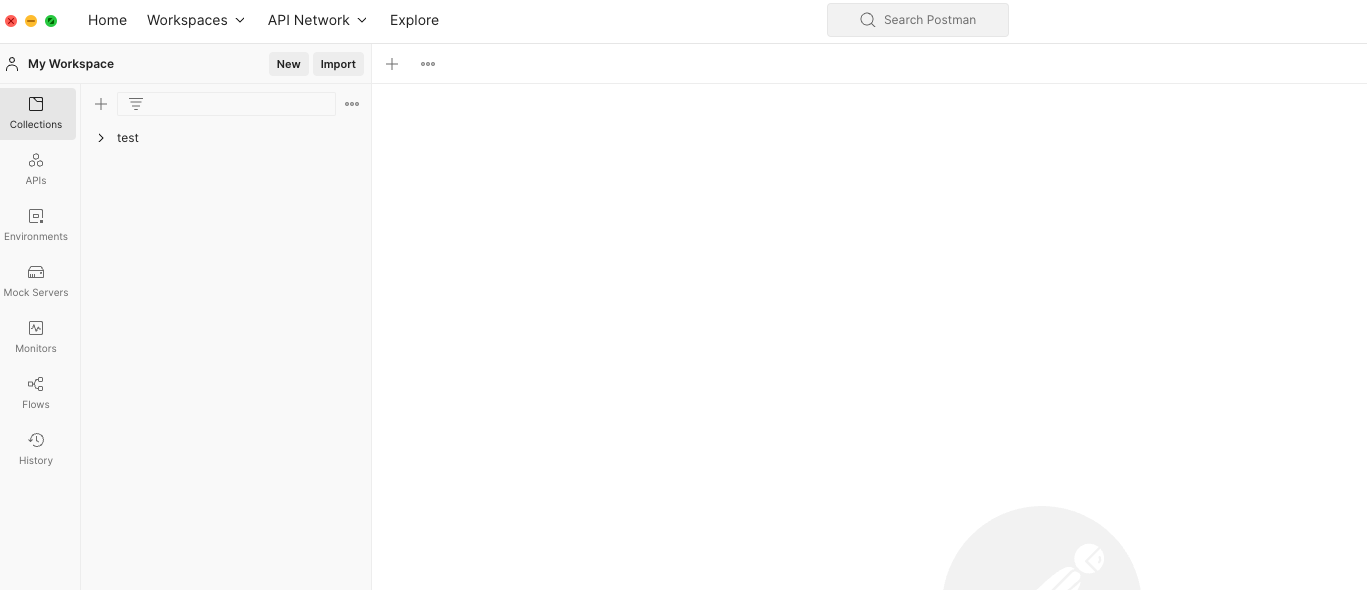 Home Workspaces API Network Explore Search Postman
My Workspace New Import
Collections
test
APIs
Environments
Mock Servers
Monitors
Flows
History